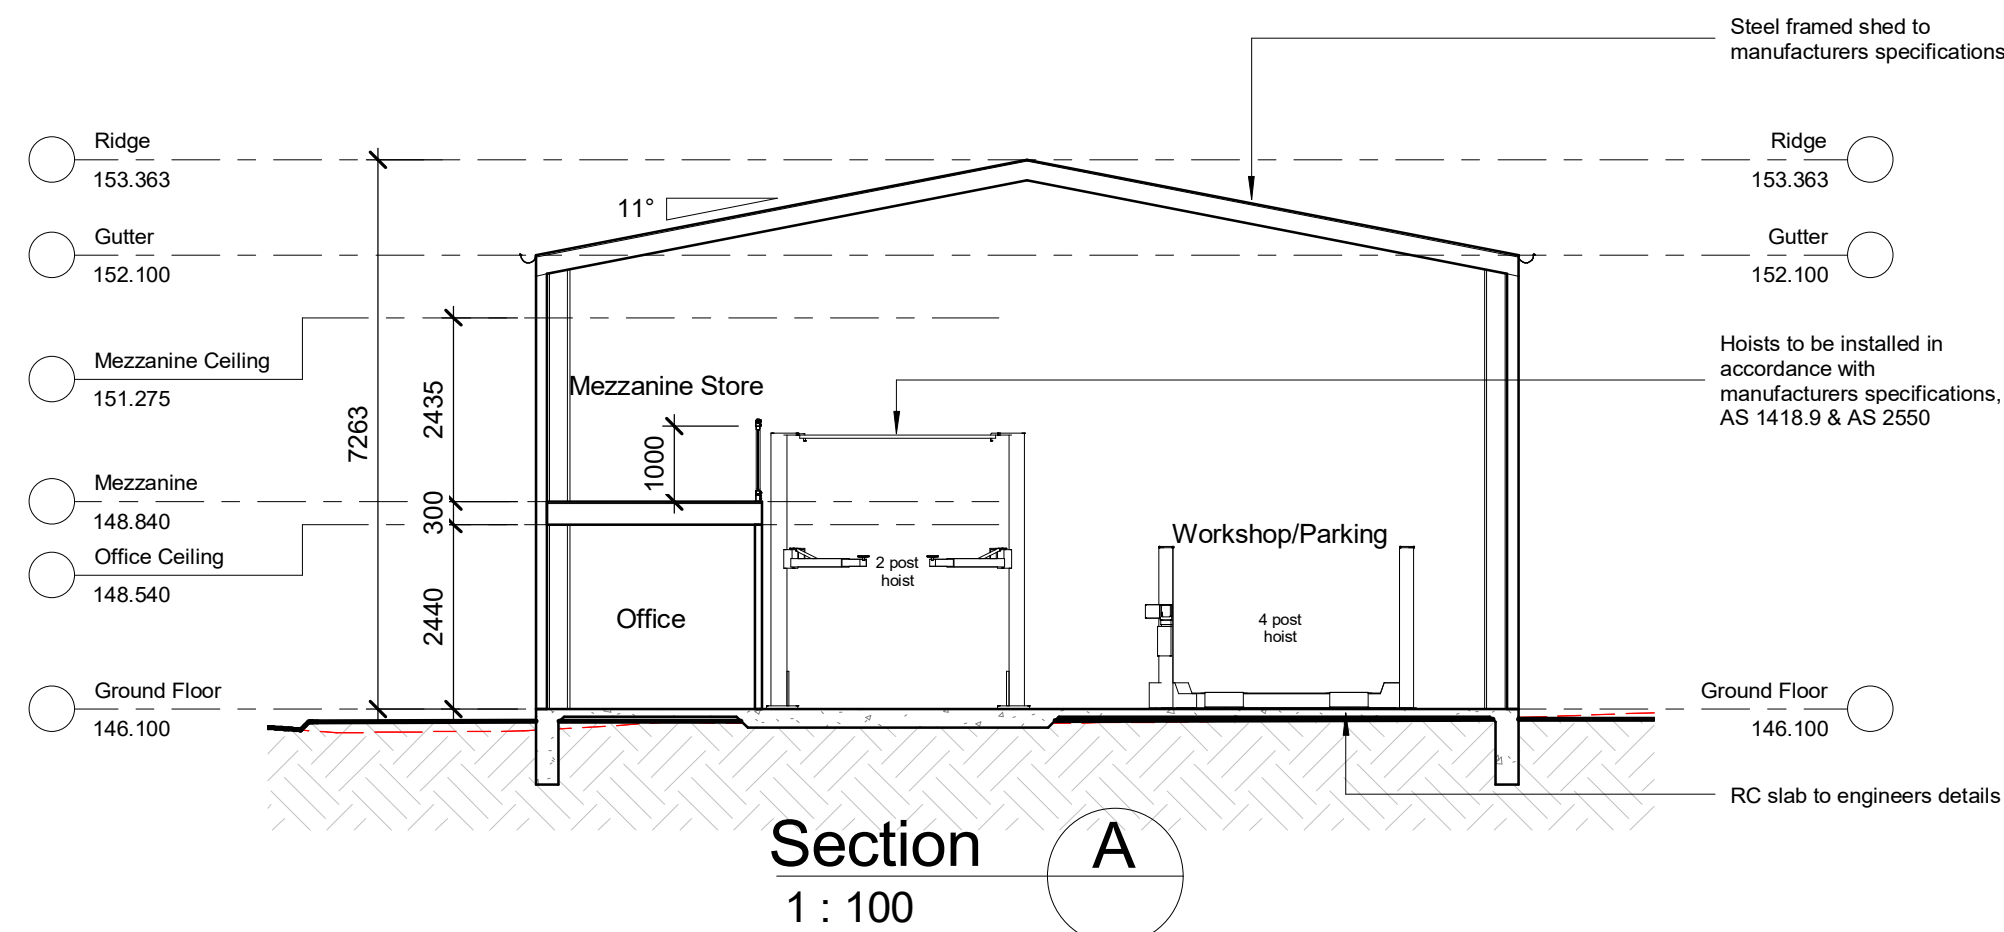 Steel framed shed to
manufacturers specifications
Ridge
153.363
Ridge
153.363
11°
Gutter
152.100
Gutter
152.100
Mezzanine Ceiling
151.275
Hoists to be installed in
accordance with
manufacturers specifications,
AS 1418.9 & AS 2550
Mezzanine Store
7263
2435
1000
Mezzanine
148.840
300
Office Ceiling
148.540
Workshop/Parking
2 post
hoist
2440
Office
4 post
hoist
Ground Floor
146.100
Ground Floor
146.100
RC slab to engineers details
Section
A
1 : 100